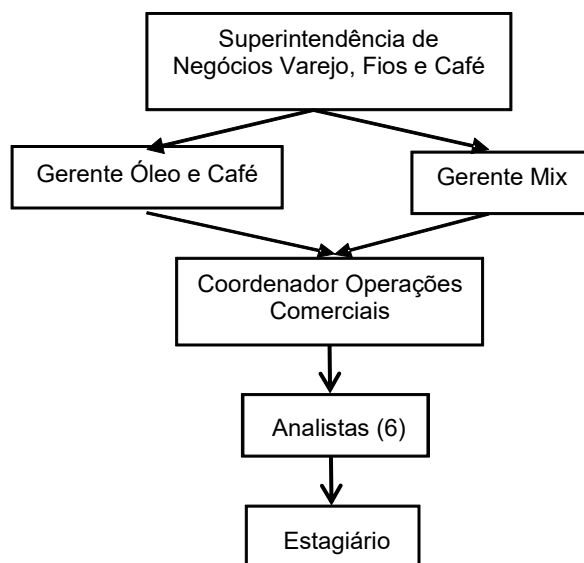 Superintendência de
Negócios Varejo, Fios e Café
Gerente Óleo e Café
Gerente Mix
Coordenador Operações
Comerciais
Analistas (6)
Estagiário